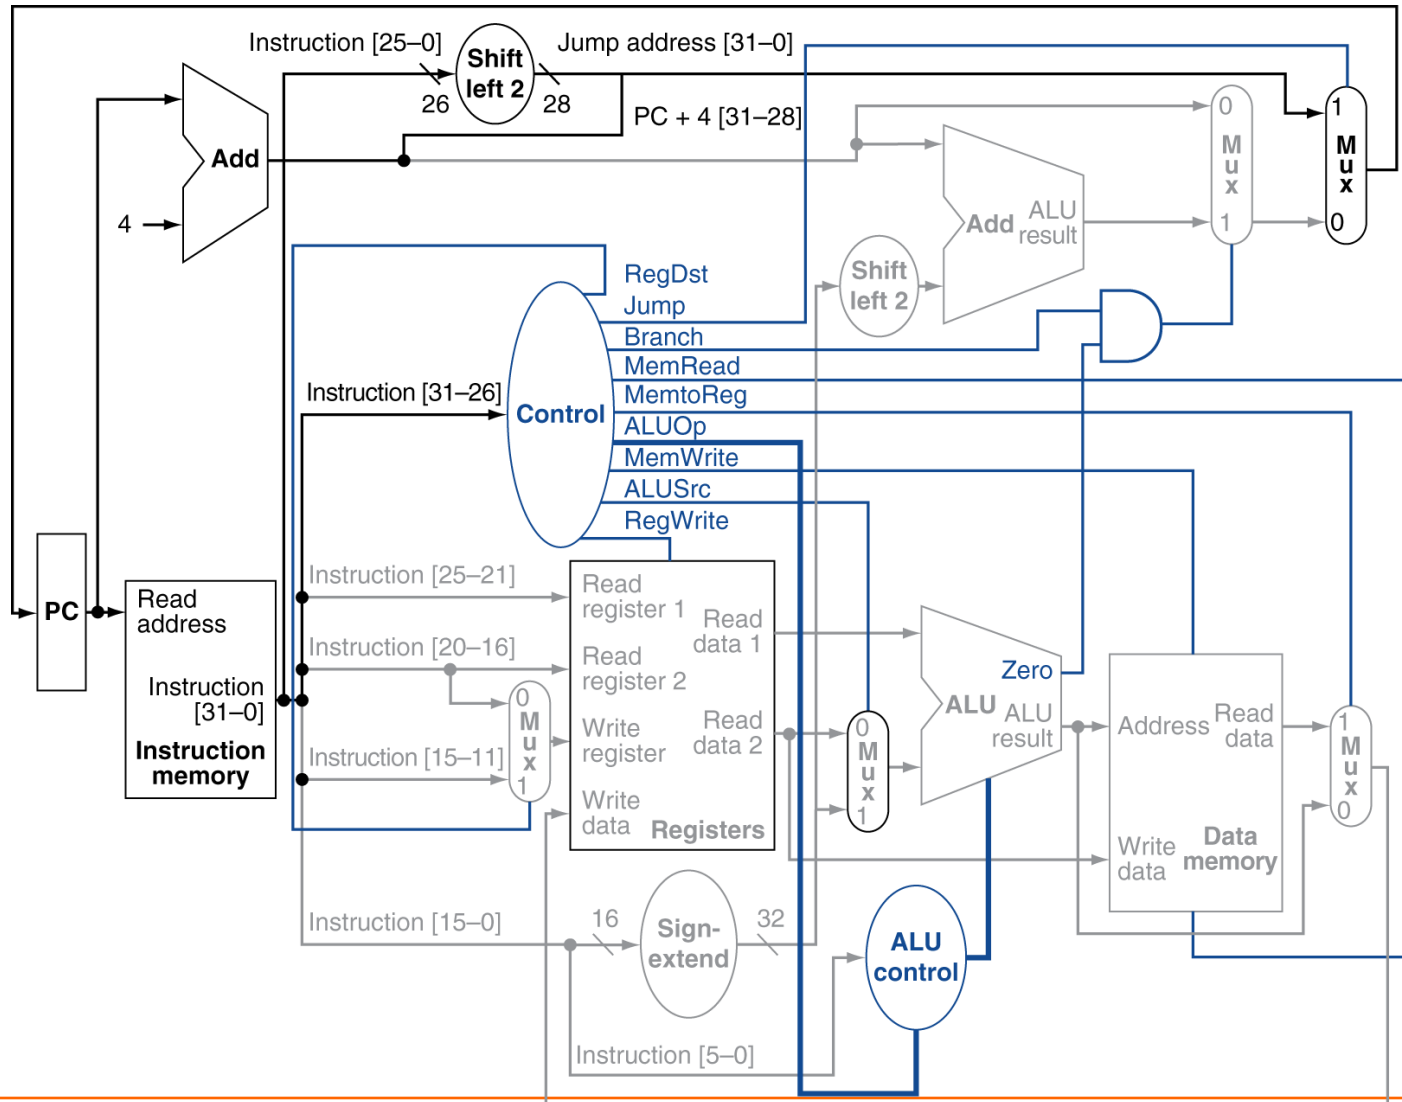 Instruction [25–0]
Shift
left 2
Jump address [31–0]
26
28
PC + 4 [31–28]
Add
4
0
M
u
x
1
1
M
u
x
0
Add
ALU
result
Shift
left 2
RegDst
Jump
Branch
MemRead
MemtoReg
ALUOp
MemWrite
ALUSrc
RegWrite
Instruction [31–26]
Control
PC
Read
address
Instruction
[31–0]
Instruction
memory
Instruction [25–21]
Instruction [20–16]
Instruction [15–11]
0
M
u
x
1
Read
register 1
Read
register 2
Write
register
Write
data
Read
data 1
Read
data 2
Registers
0
M
u
x
1
Zero
ALU
ALU
result
Address
Read
data
Write
data
Data
memory
1
M
u
x
0
Instruction [15–0]
16
Sign-
extend
32
ALU
control
Instruction [5–0]